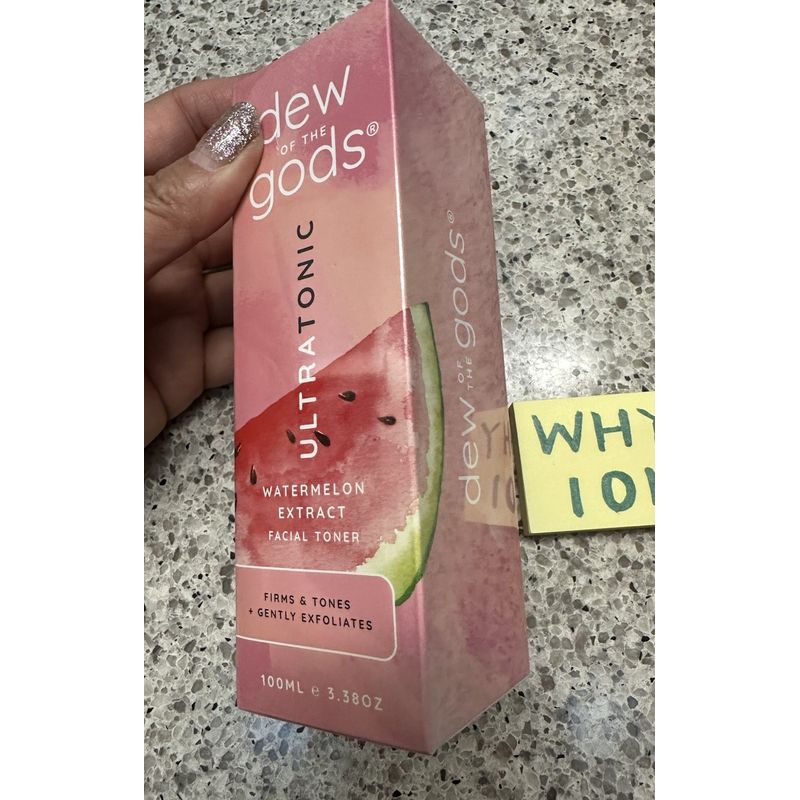 dew
OF THE
gods®
ULTRATONIC
WATERMELON
EXTRACT
FACIAL TONER
FIRMS & TONES
+ GENTLY EXFOLIATES
100ML e 3.38OZ
dew
OF THE
gods®
WHY